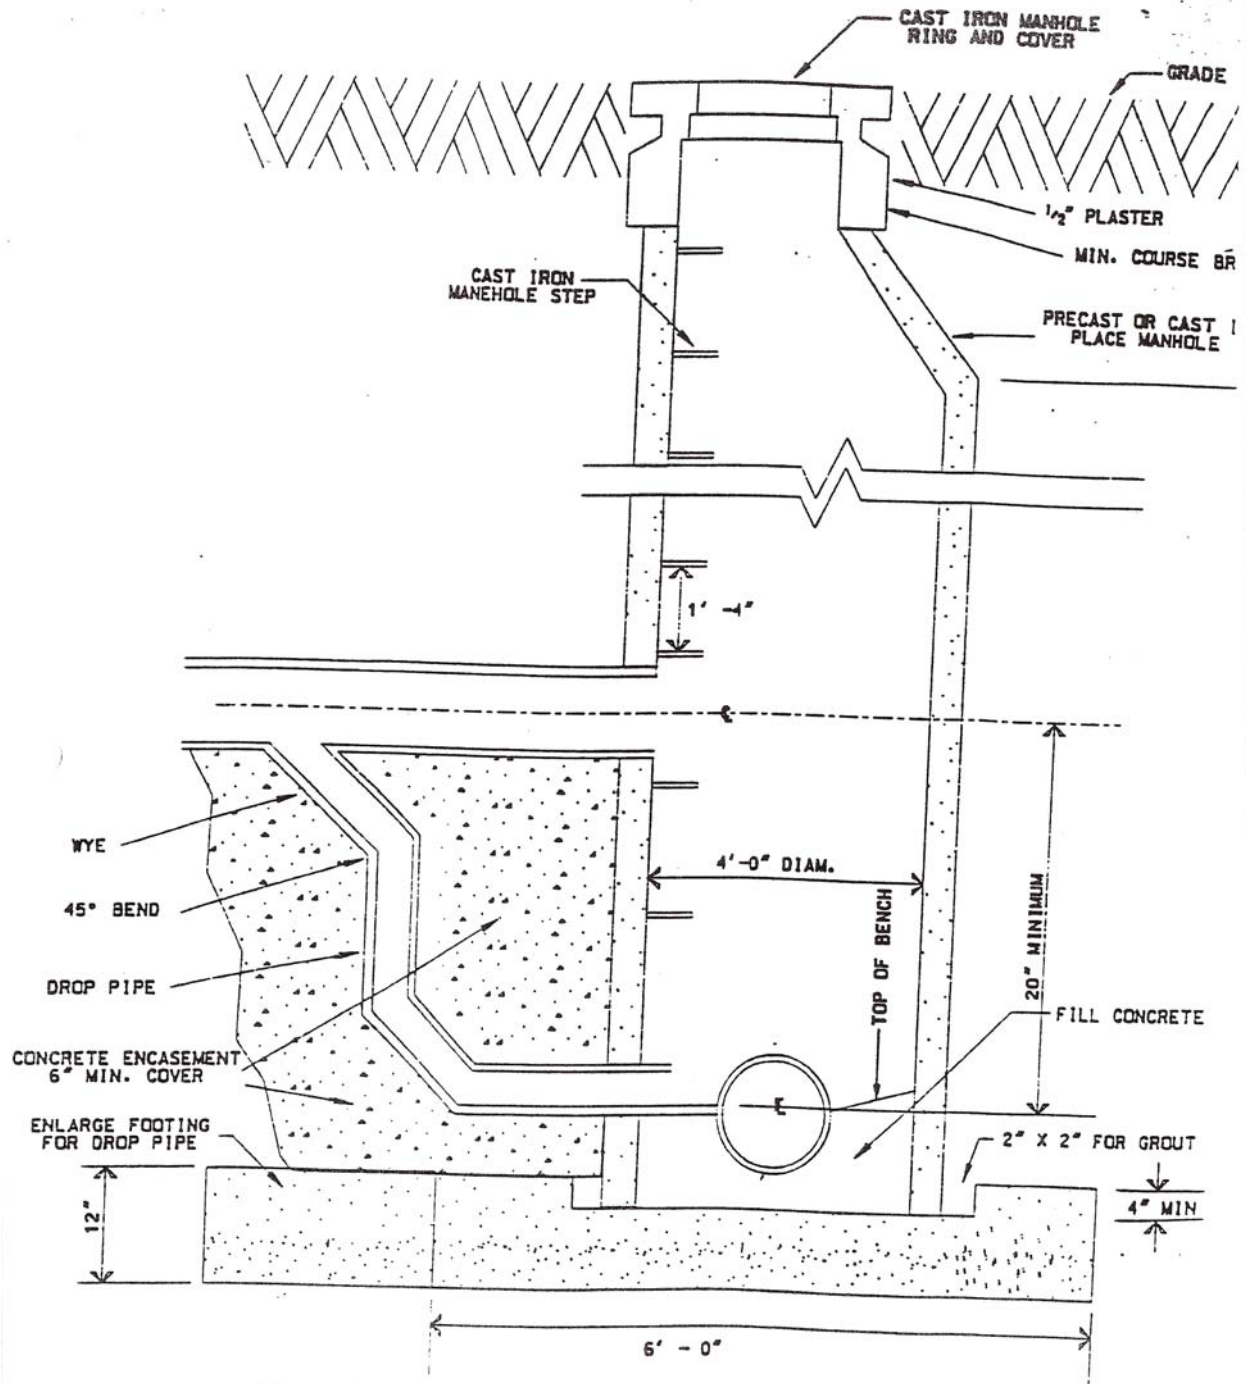 CAST IRON MANHOLE
RING AND COVER
GRADE
1/2" PLASTER
MIN. COURSE BR
CAST IRON
MANEHOLE STEP
PRECAST OR CAST I
PLACE MANHOLE
1' -4"
WYE
4'-0" DIAM.
45° BEND
TOP OF BENCH
20" MINIMUM
DROP PIPE
FILL CONCRETE
CONCRETE ENCASEMENT
6" MIN. COVER
ENLARGE FOOTING
FOR DROP PIPE
2" X 2" FOR GROUT
12"
4" MIN
6' - 0"